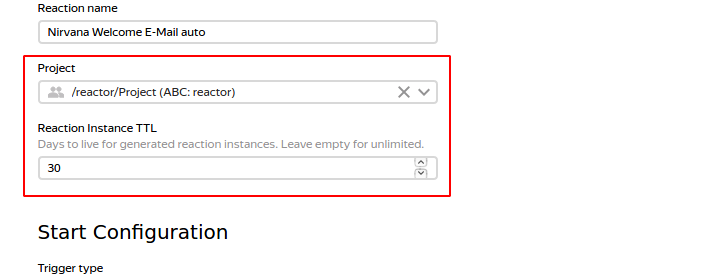 Reaction name
Nirvana Welcome E-Mail auto
Project
/reactor/Project (ABC: reactor)
Reaction Instance TTL
Days to live for generated reaction instances. Leave empty for unlimited.
30
Start Configuration
Trigger type